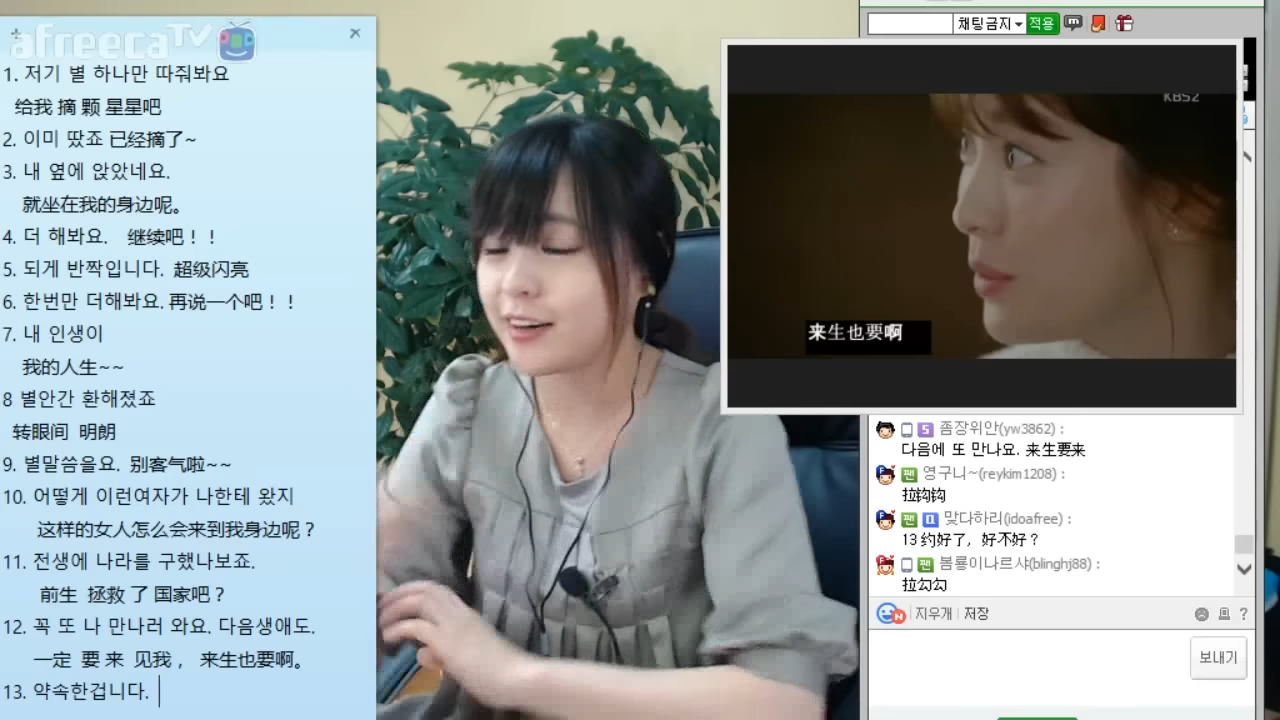 afreecaTV
1. 저기 별 하나만 따줘봐요
给我 摘 颗 星星吧
2. 이미 땄죠 已经摘了~
3. 내 옆에 앉았네요.
就坐在我的身边呢。
4. 더 해봐요. 继续吧！！
5. 되게 반짝입니다. 超级闪亮
6. 한번만 더해봐요. 再说一个吧！！
7. 내 인생이
我的人生~~
8 별안간 환해졌죠
转眼间 明朗
9. 별말씀을요. 别客气啦~~
10. 어떻게 이런여자가 나한테 왔지
这样的女人怎么会来到我身边呢？
11. 전생에 나라를 구했나보죠.
前生 拯救 了 国家吧？
12. 꼭 또 나 만나러 와요. 다음생애도.
一定 要 来 见我， 来生也要啊。
13. 약속한겁니다.
채팅금지 적용
KBS2
来生也要啊
좀장위안(yw3862) :
다음에 또 만나요. 来生要来
팬 영구니~(reykim1208) :
拉钩钩
팬 맞다하리(idoafree) :
13 约好了，好不好？
팬 봄룡이나르샤(blinghj88) :
拉勾勾
지우개 저장 ?
보내기